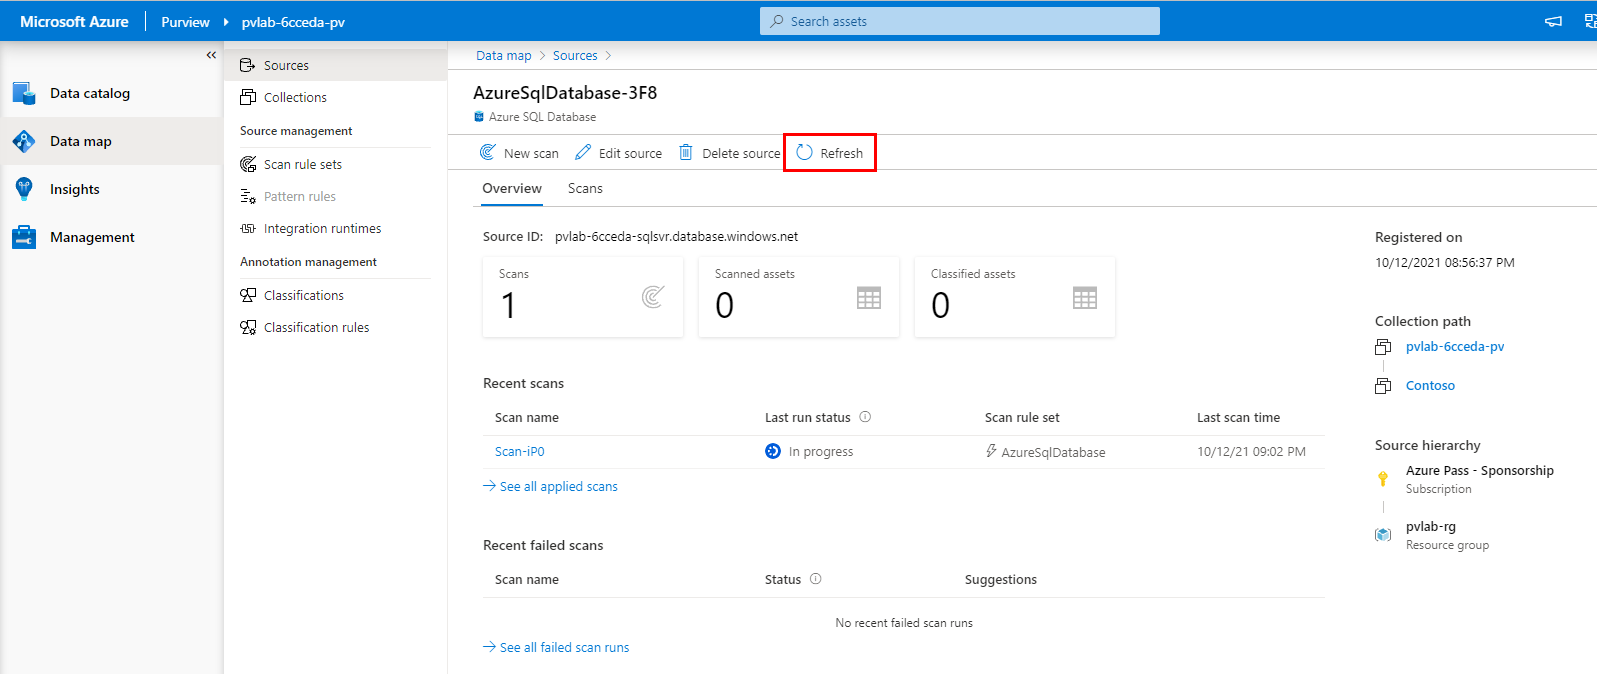 Microsoft Azure Purview pvlab-6cceda-pv Search assets
«
Data catalog
Data map
Insights
Management
Sources
Collections
Source management
Scan rule sets
Pattern rules
Integration runtimes
Annotation management
Classifications
Classification rules
Data map > Sources >
AzureSqlDatabase-3F8
Azure SQL Database
New scan Edit source Delete source Refresh
Overview Scans
Source ID: pvlab-6cceda-sqlsvr.database.windows.net
Scans Scanned assets Classified assets
1 0 0
Recent scans
Scan name Last run status Scan rule set Last scan time
Scan-iP0 In progress AzureSqlDatabase 10/12/21 09:02 PM
→ See all applied scans
Recent failed scans
Scan name Status Suggestions
No recent failed scan runs
→ See all failed scan runs
Registered on
10/12/2021 08:56:37 PM
Collection path
pvlab-6cceda-pv
Contoso
Source hierarchy
Azure Pass - Sponsorship
Subscription
pvlab-rg
Resource group